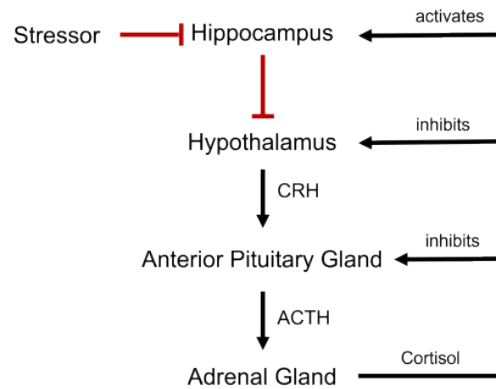 activates
Stressor
Hippocampus
inhibits
Hypothalamus
CRH
inhibits
Anterior Pituitary Gland
ACTH
Cortisol
Adrenal Gland